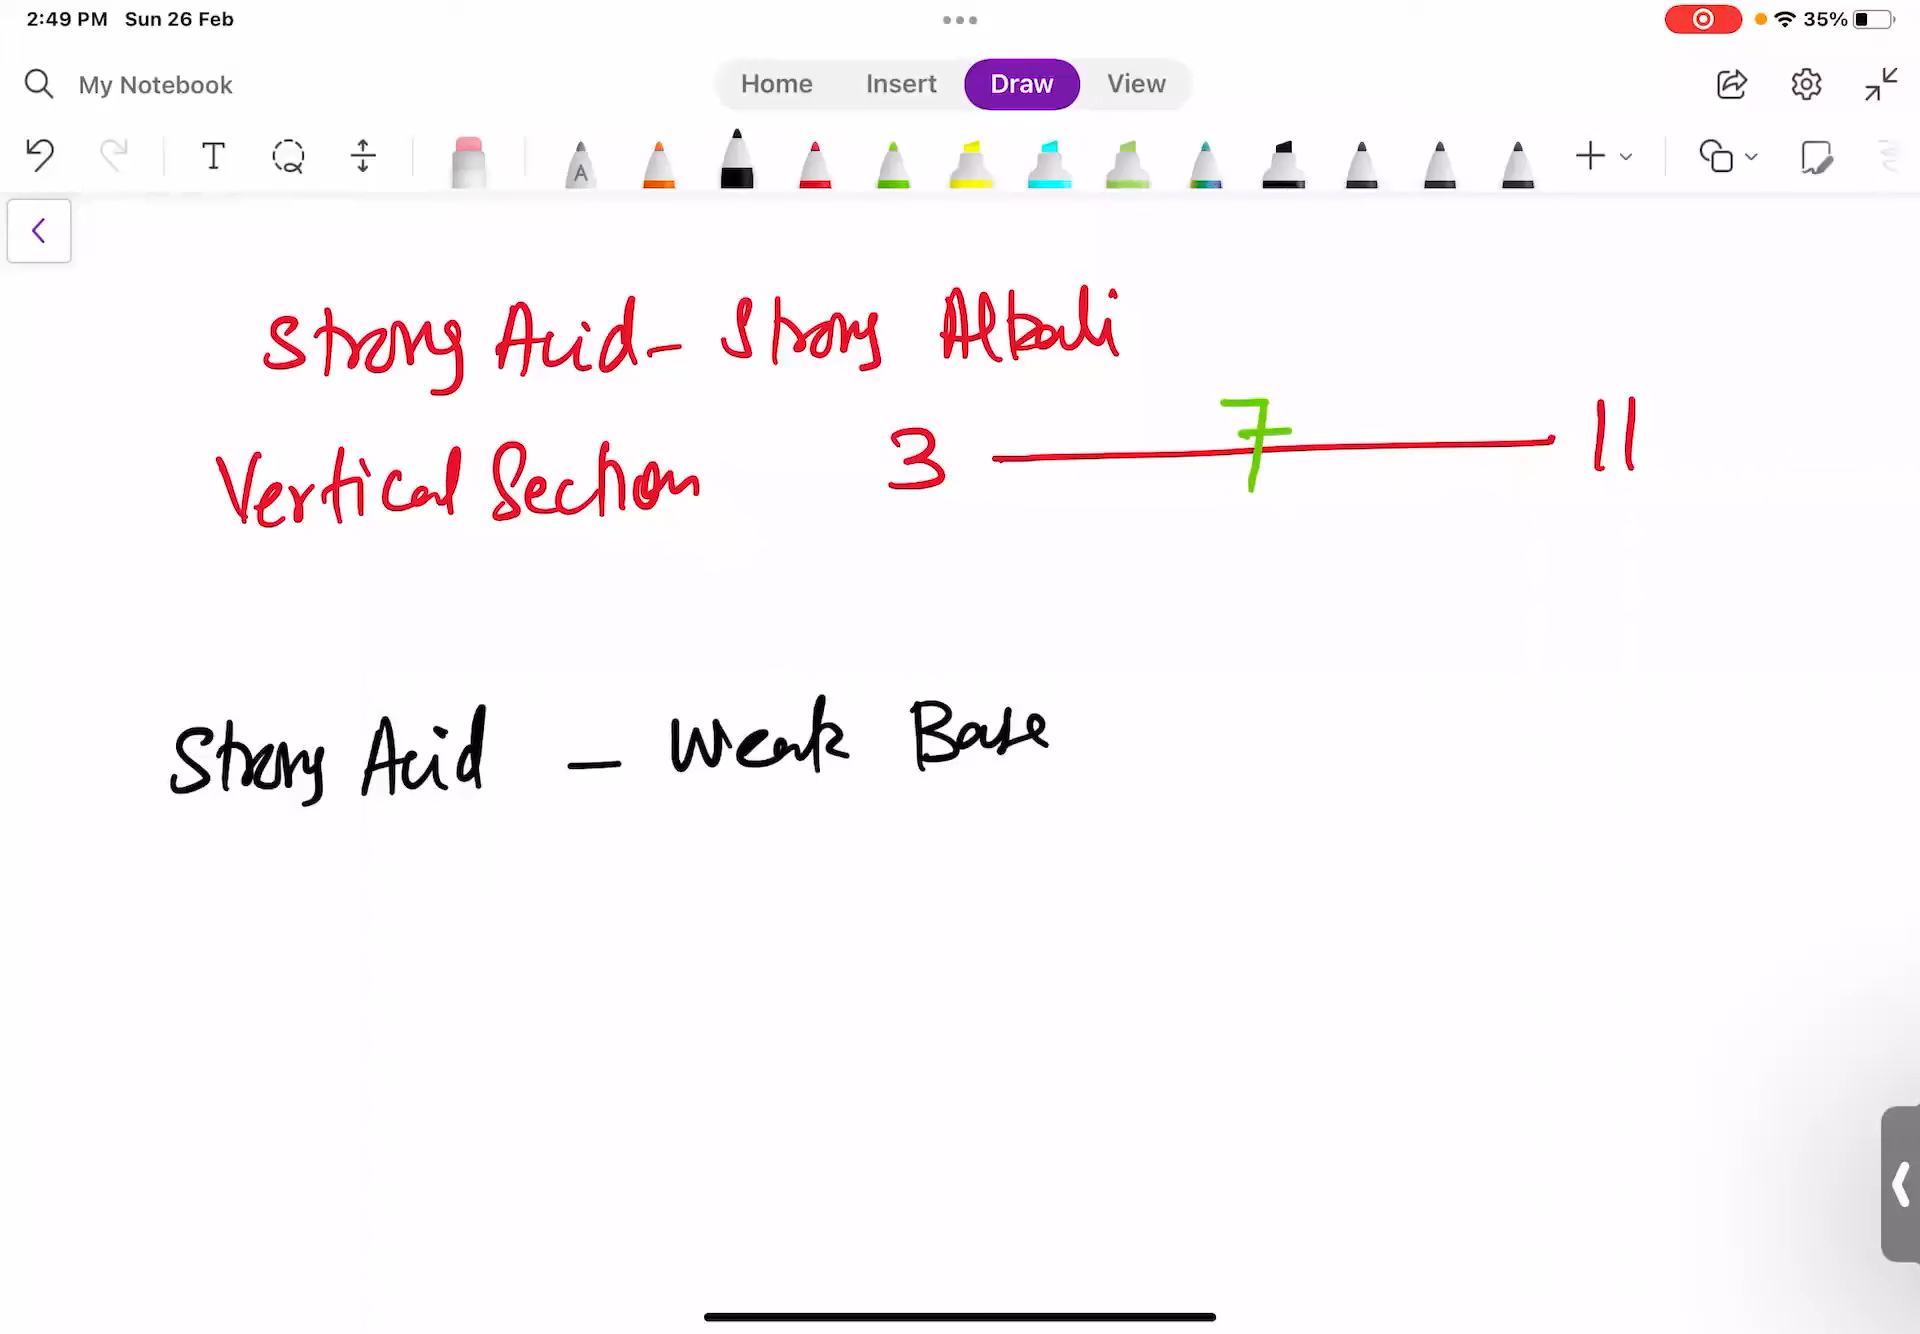 2:49 PM Sun 26 Feb
35%
My Notebook
Home Insert Draw View
T
A
Strong Acid - Strong Alkali
7
Vertical Section 3 11
Strong Acid - Weak Base